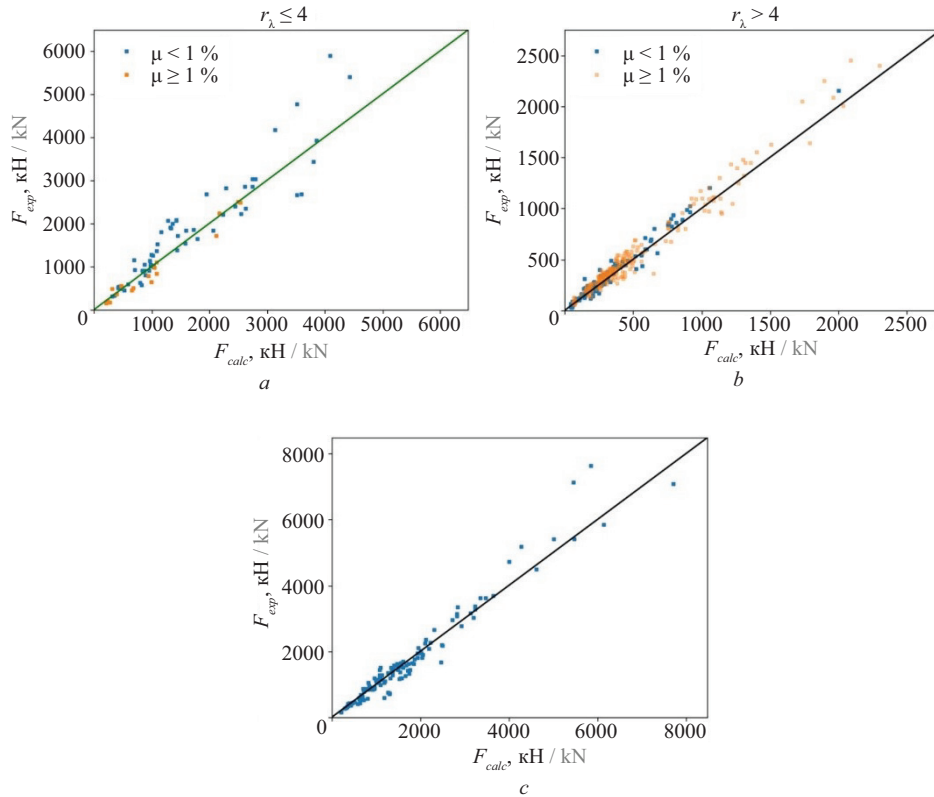 r_λ ≤ 4
6000
5000
4000
3000
2000
1000
0
1000 2000 3000 4000 5000 6000
μ < 1 %
μ ≥ 1 %
F_exp, кН / kN
F_calc, кН / kN
a
r_λ > 4
2500
2000
1500
1000
500
0
500 1000 1500 2000 2500
μ < 1 %
μ ≥ 1 %
F_exp, кН / kN
F_calc, кН / kN
b
8000
6000
4000
2000
0
2000 4000 6000 8000
F_exp, кН / kN
F_calc, кН / kN
c